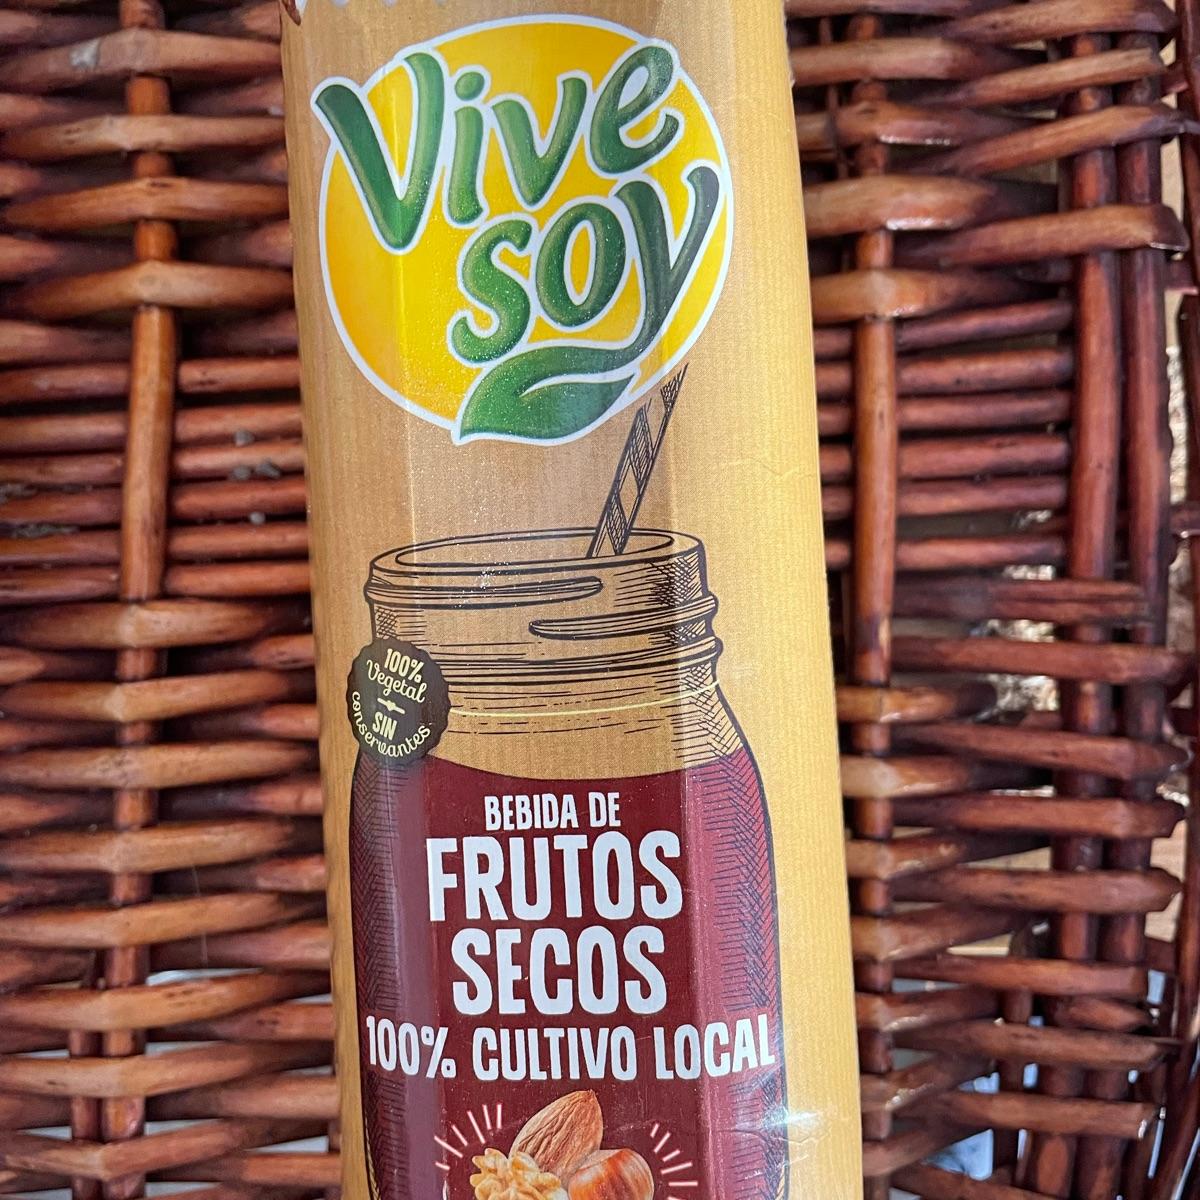 Vive
soy
100%
Vegetal
SIN
conservantes
BEBIDA DE
FRUTOS
SECOS
100% CULTIVO LOCAL